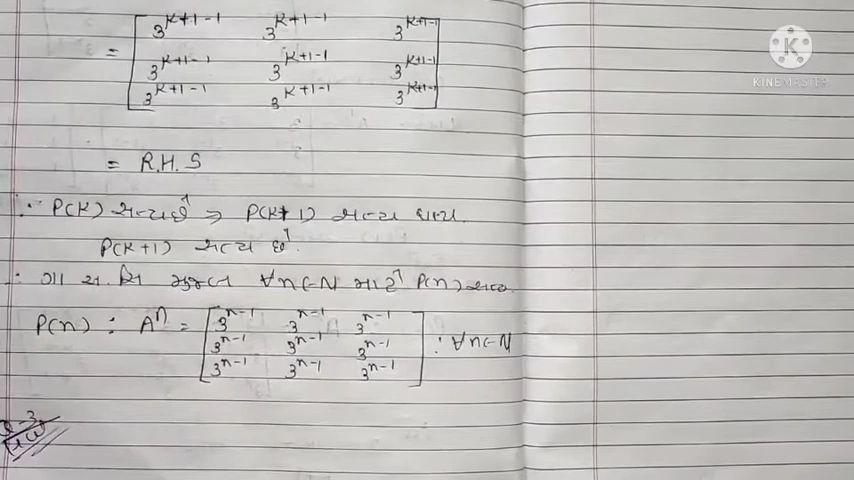 = [ 3^{K+1-1} 3^{K+1-1} 3^{K+1-1}
3^{K+1-1} 3^{K+1-1} 3^{K+1-1}
3^{K+1-1} 3^{K+1-1} 3^{K+1-1} ]
= R.H.S
∵ P(K) સત્ય છે ⇒ P(K+1) સત્ય થાય.
P(K+1) સત્ય છે.
∴ ગા. અ. સિ મુજબ ∀n∈N માટે P(n) સત્ય.
P(n) : A^n = [ 3^{n-1} 3^{n-1} 3^{n-1}
3^{n-1} 3^{n-1} 3^{n-1}
3^{n-1} 3^{n-1} 3^{n-1} ] ; ∀n∈N
K
KINEMASTER